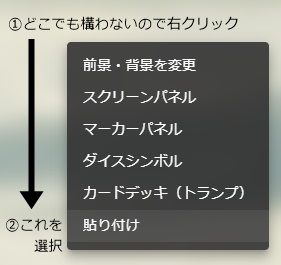 ①どこでも構わないので右クリック
前景・背景を変更
スクリーンパネル
マーカーパネル
ダイスシンボル
カードデッキ（トランプ）
貼り付け
②これを
選択